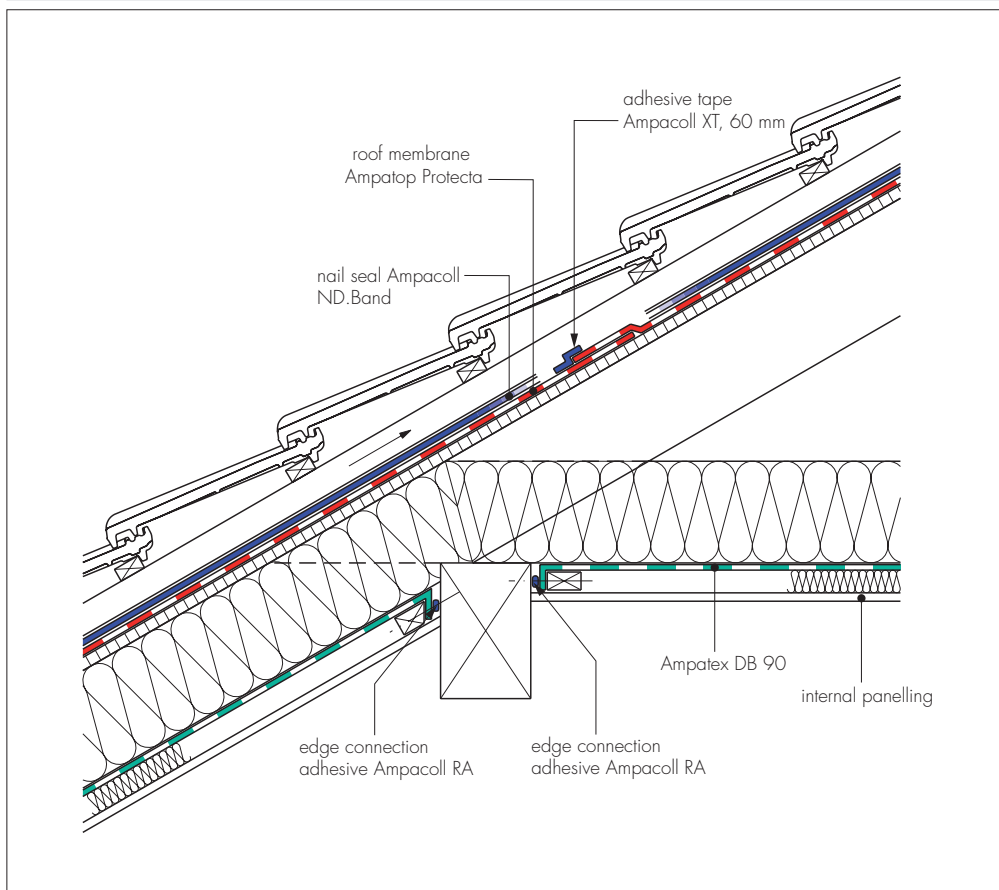 adhesive tape
Ampacoll XT, 60 mm
roof membrane
Ampatop Protecta
nail seal Ampacoll
ND.Band
Ampatex DB 90
internal panelling
edge connection
adhesive Ampacoll RA
edge connection
adhesive Ampacoll RA